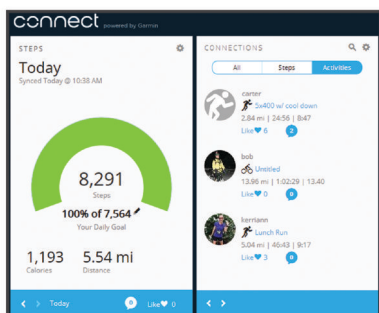 connect powered by Garmin
STEPS
Today
Synced Today @ 10:38 AM
8,291
Steps
100% of 7,564
Your Daily Goal
1,193
Calories
5.54 mi
Distance
Today
0
Like 0
CONNECTIONS
All
Steps
Activities
carter
5x400 w/ cool down
2.84 mi | 24:56 | 8:47
Like 6
2
bob
Untitled
13.96 mi | 1:02:29 | 13.40
Like 0
0
kerriann
Lunch Run
5.04 mi | 46:43 | 9:17
Like 3
0